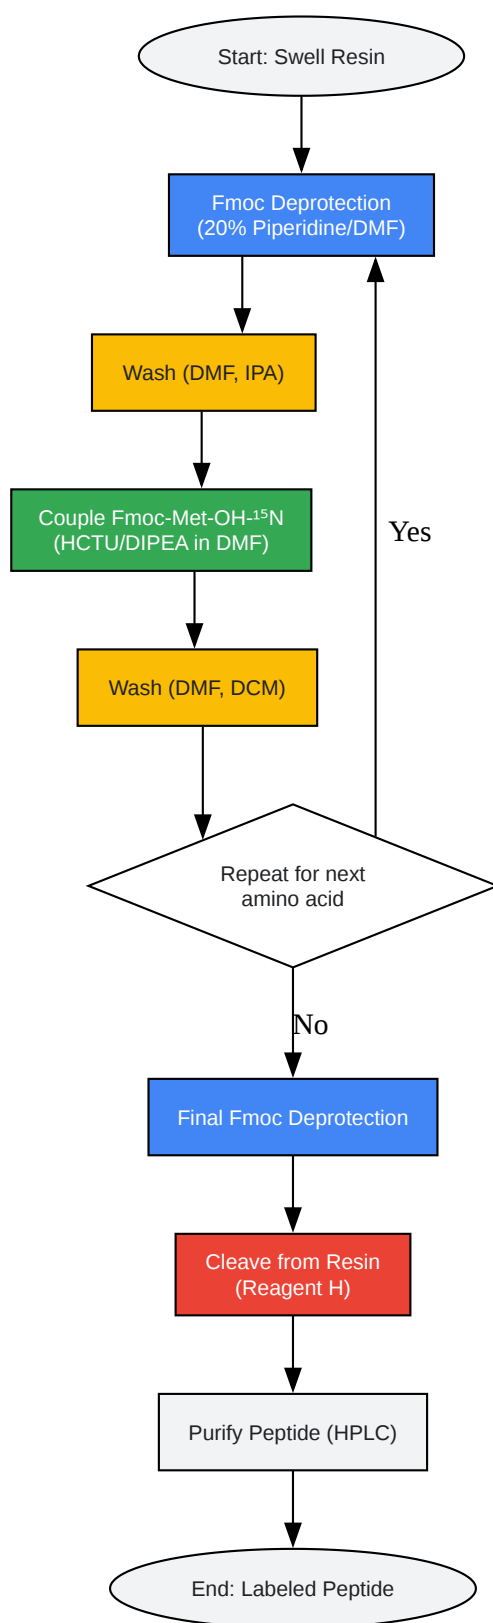 Start: Swell Resin
Fmoc Deprotection
(20% Piperidine/DMF)
Wash (DMF, IPA)
Couple Fmoc-Met-OH-¹⁵N
(HCTU/DIPEA in DMF)
Yes
Wash (DMF, DCM)
Repeat for next
amino acid
No
Final Fmoc Deprotection
Cleave from Resin
(Reagent H)
Purify Peptide (HPLC)
End: Labeled Peptide